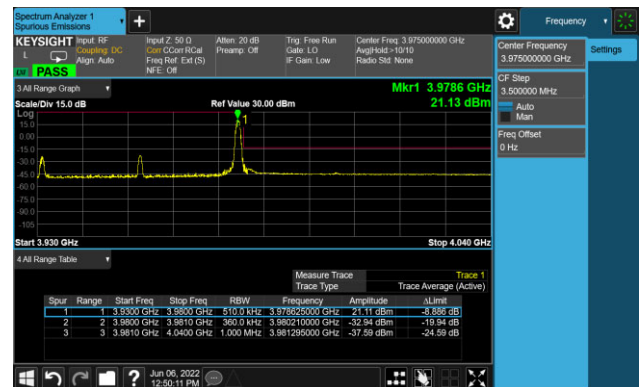 Spectrum Analyzer 1
Spurious Emissions
Frequency
KEYSIGHT Input: RF
Coupling: DC
Align: Auto
Input Z: 50 Ω
Corr CCorr RCal
Freq Ref: Ext (S)
NFE: Off
Atten: 20 dB
Preamp: Off
Trig: Free Run
Gate: LO
IF Gain: Low
Center Freq: 3.975000000 GHz
Avg|Hold:>10/10
Radio Std: None
L
PASS
Center Frequency
3.975000000 GHz
Settings
CF Step
3.500000 MHz
Auto
Man
Freq Offset
0 Hz
3 All Range Graph
Mkr1 3.9786 GHz
21.13 dBm
Scale/Div 15.0 dB
Ref Value 30.00 dBm
Log
1
15.0
0.00
-15.0
-30.0
-45.0
-60.0
-75.0
-90.0
-105
Start 3.930 GHz
Stop 4.040 GHz
4 All Range Table
Measure Trace Trace 1
Trace Type Trace Average (Active)
Spur Range Start Freq Stop Freq RBW Frequency Amplitude ΔLimit
1 1 3.9300 GHz 3.9800 GHz 510.0 kHz 3.978625000 GHz 21.11 dBm -8.886 dB
2 2 3.9800 GHz 3.9810 GHz 360.0 kHz 3.980210000 GHz -32.94 dBm -19.94 dB
3 3 3.9810 GHz 4.0400 GHz 1.000 MHz 3.981295000 GHz -37.59 dBm -24.59 dB
?
Jun 06, 2022
12:50:11 PM